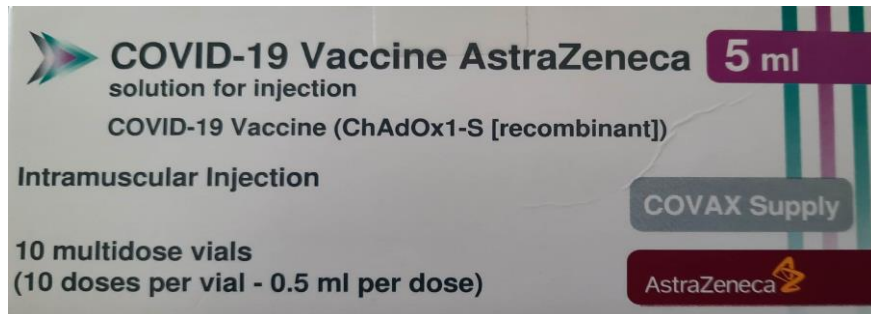 COVID-19 Vaccine AstraZeneca 5 ml
solution for injection
COVID-19 Vaccine (ChAdOx1-S [recombinant])
Intramuscular Injection
COVAX Supply
10 multidose vials
(10 doses per vial - 0.5 ml per dose)
AstraZeneca